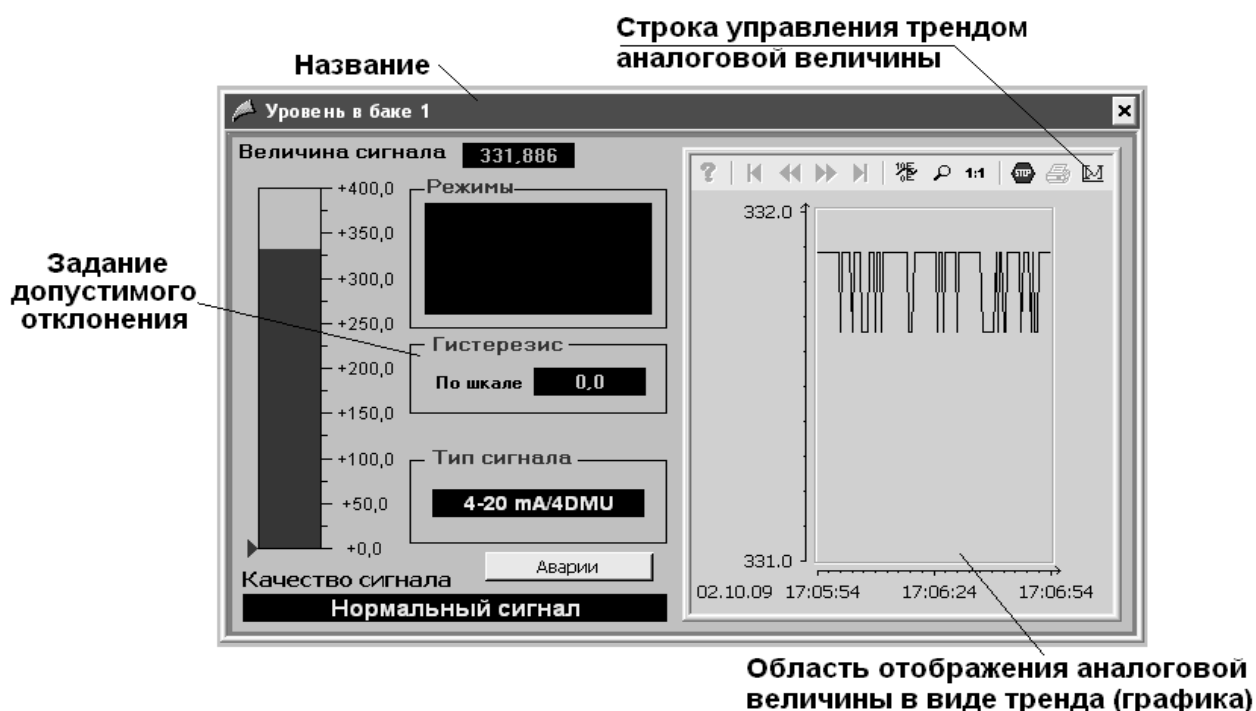 Строка управления трендом
аналоговой величины
Название
Уровень в баке 1
Величина сигнала 331,886
+400,0
+350,0
+300,0
+250,0
+200,0
+150,0
+100,0
+50,0
+0,0
Режимы
Задание
допустимого
отклонения
Гистерезис
По шкале 0,0
Тип сигнала
4-20 mA/4DMU
Аварии
Качество сигнала
Нормальный сигнал
1:1
STOP
332.0
331.0
02.10.09 17:05:54 17:06:24 17:06:54
Область отображения аналоговой
величины в виде тренда (графика)